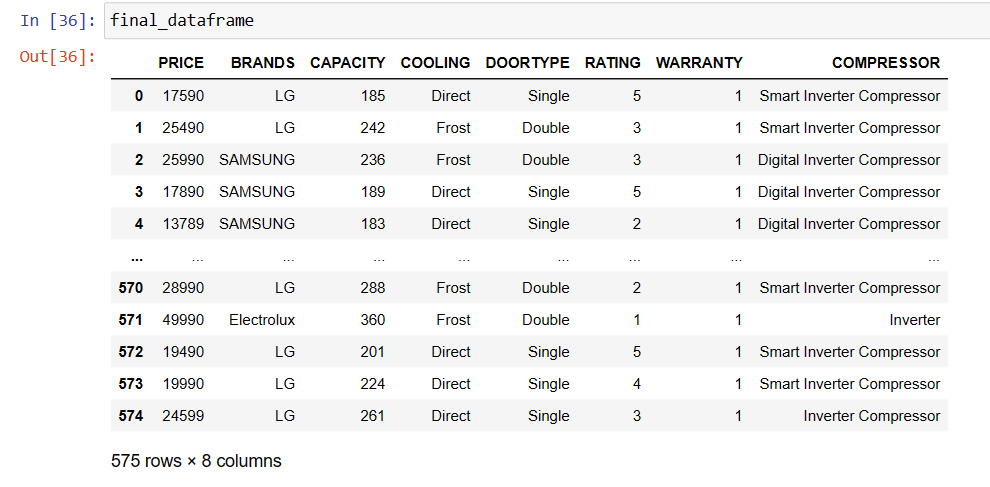 In [36]: final_dataframe
Out[36]:
PRICE BRANDS CAPACITY COOLING DOORTYPE RATING WARRANTY COMPRESSOR
0 17590 LG 185 Direct Single 5 1 Smart Inverter Compressor
1 25490 LG 242 Frost Double 3 1 Smart Inverter Compressor
2 25990 SAMSUNG 236 Frost Double 3 1 Digital Inverter Compressor
3 17890 SAMSUNG 189 Direct Single 5 1 Digital Inverter Compressor
4 13789 SAMSUNG 183 Direct Single 2 1 Digital Inverter Compressor
... ... ... ... ... ... ... ... ...
570 28990 LG 288 Frost Double 2 1 Smart Inverter Compressor
571 49990 Electrolux 360 Frost Double 1 1 Inverter
572 19490 LG 201 Direct Single 5 1 Smart Inverter Compressor
573 19990 LG 224 Direct Single 4 1 Smart Inverter Compressor
574 24599 LG 261 Direct Single 3 1 Inverter Compressor
575 rows × 8 columns